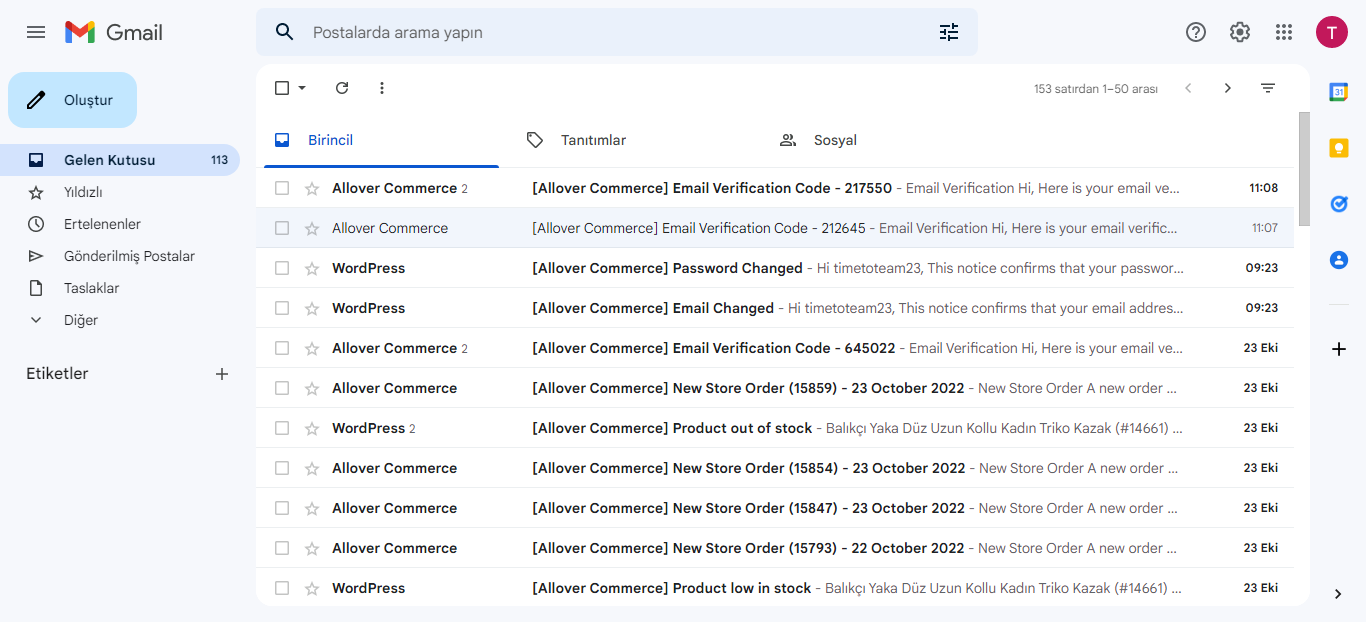 Gmail
Postalarda arama yapın
T
Oluştur
Gelen Kutusu 113
Yıldızlı
Ertelenenler
Gönderilmiş Postalar
Taslaklar
Diğer
Etiketler
153 satırdan 1–50 arası
Birincil Tanıtımlar Sosyal
Allover Commerce 2 [Allover Commerce] Email Verification Code - 217550 - Email Verification Hi, Here is your email ve... 11:08
Allover Commerce [Allover Commerce] Email Verification Code - 212645 - Email Verification Hi, Here is your email verific... 11:07
WordPress [Allover Commerce] Password Changed - Hi timetoteam23, This notice confirms that your passwor... 09:23
WordPress [Allover Commerce] Email Changed - Hi timetoteam23, This notice confirms that your email addres... 09:23
Allover Commerce 2 [Allover Commerce] Email Verification Code - 645022 - Email Verification Hi, Here is your email ve... 23 Eki
Allover Commerce [Allover Commerce] New Store Order (15859) - 23 October 2022 - New Store Order A new order ... 23 Eki
WordPress 2 [Allover Commerce] Product out of stock - Balıkçı Yaka Düz Uzun Kollu Kadın Triko Kazak (#14661) ... 23 Eki
Allover Commerce [Allover Commerce] New Store Order (15854) - 23 October 2022 - New Store Order A new order ... 23 Eki
Allover Commerce [Allover Commerce] New Store Order (15847) - 23 October 2022 - New Store Order A new order ... 23 Eki
Allover Commerce [Allover Commerce] New Store Order (15793) - 22 October 2022 - New Store Order A new order ... 23 Eki
WordPress [Allover Commerce] Product low in stock - Balıkçı Yaka Düz Uzun Kollu Kadın Triko Kazak (#14661) ... 23 Eki
31